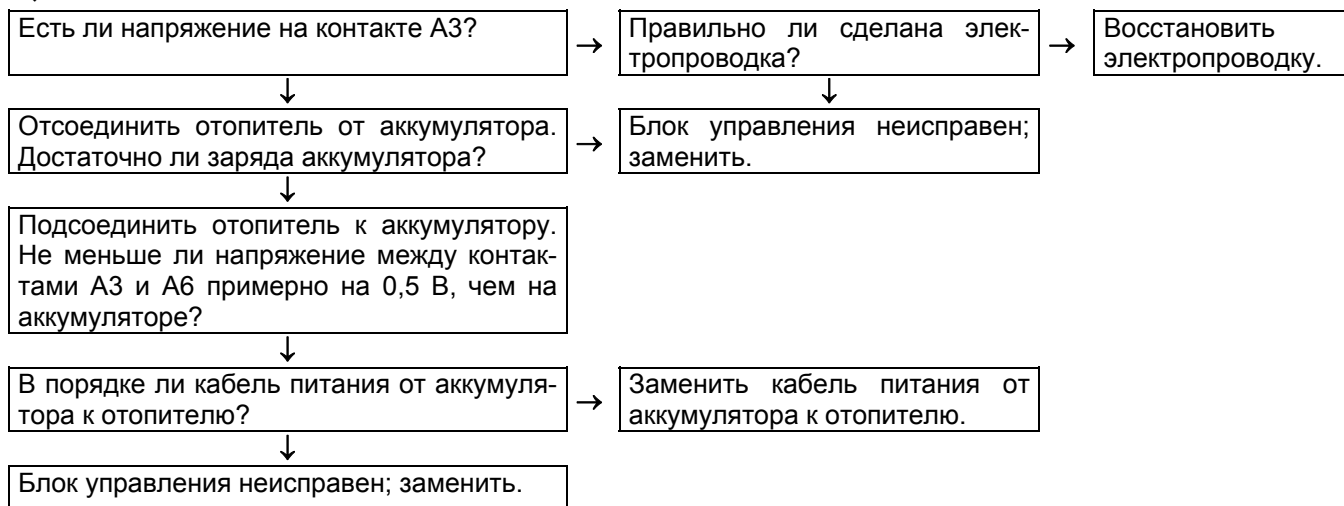 Есть ли напряжение на контакте А3?
→
Правильно ли сделана элек-
тропроводка?
→
Восстановить
электропроводку.
↓
↓
Отсоединить отопитель от аккумулятора.
Достаточно ли заряда аккумулятора?
→
Блок управления неисправен;
заменить.
↓
Подсоединить отопитель к аккумулятору.
Не меньше ли напряжение между контак-
тами А3 и А6 примерно на 0,5 В, чем на
аккумуляторе?
↓
В порядке ли кабель питания от аккумуля-
тора к отопителю?
→
Заменить кабель питания от
аккумулятора к отопителю.
↓
Блок управления неисправен; заменить.